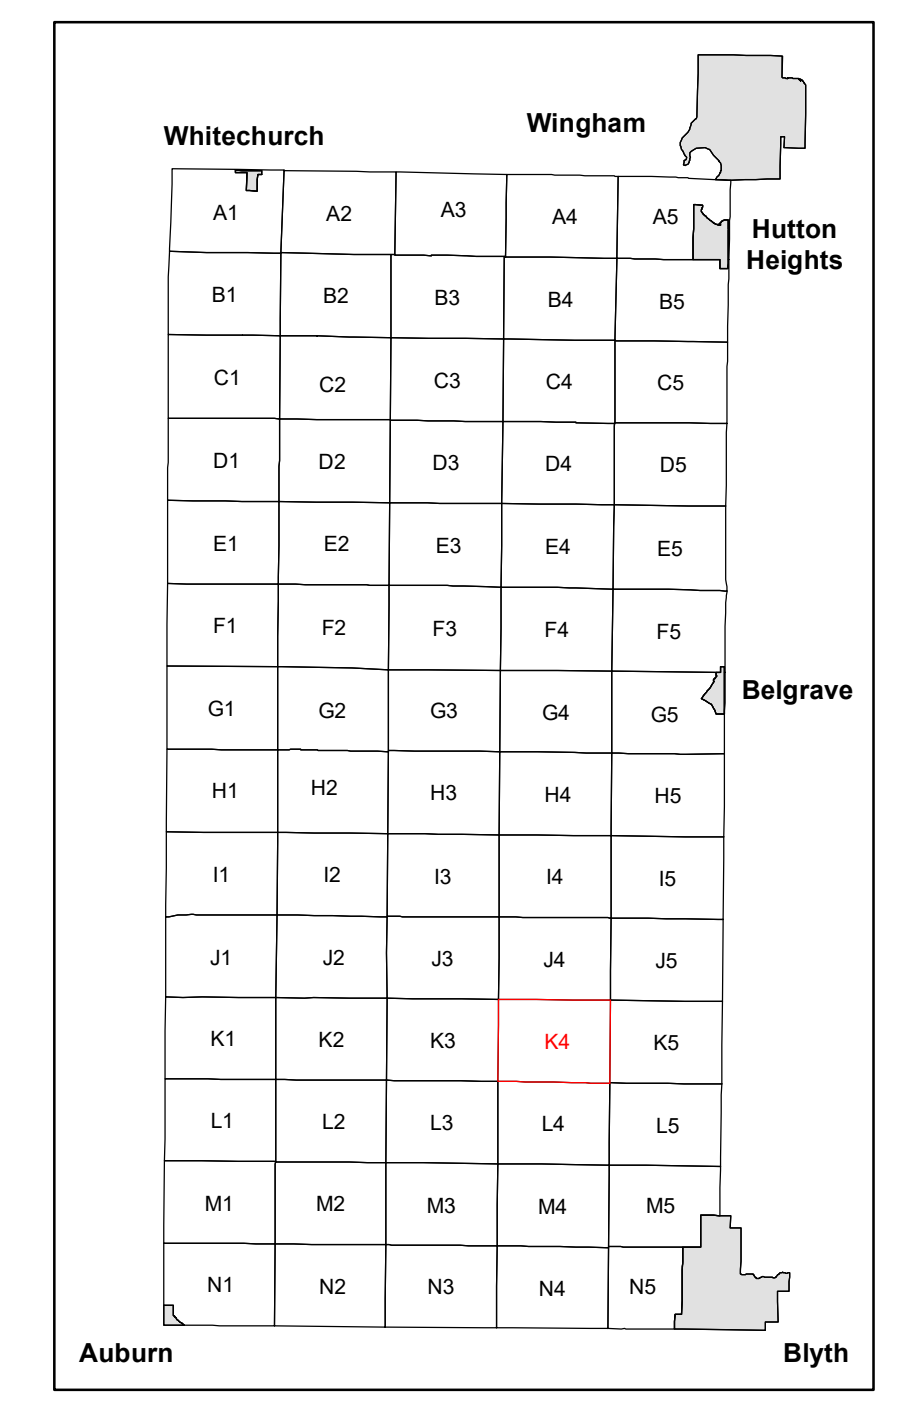 Whitechurch
Wingham
A1 A2 A3 A4 A5
Hutton
Heights
B1 B2 B3 B4 B5
C1 C2 C3 C4 C5
D1 D2 D3 D4 D5
E1 E2 E3 E4 E5
F1 F2 F3 F4 F5
Belgrave
G1 G2 G3 G4 G5
H1 H2 H3 H4 H5
I1 I2 I3 I4 I5
J1 J2 J3 J4 J5
K1 K2 K3 K4 K5
L1 L2 L3 L4 L5
M1 M2 M3 M4 M5
N1 N2 N3 N4 N5
Auburn
Blyth